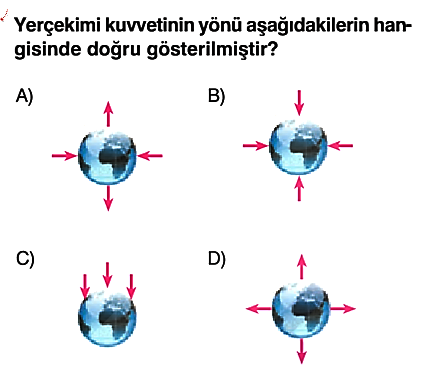 Yerçekimi kuvvetinin yönü aşağıdakilerin han-
gisinde doğru gösterilmiştir?
A)
B)
C)
D)